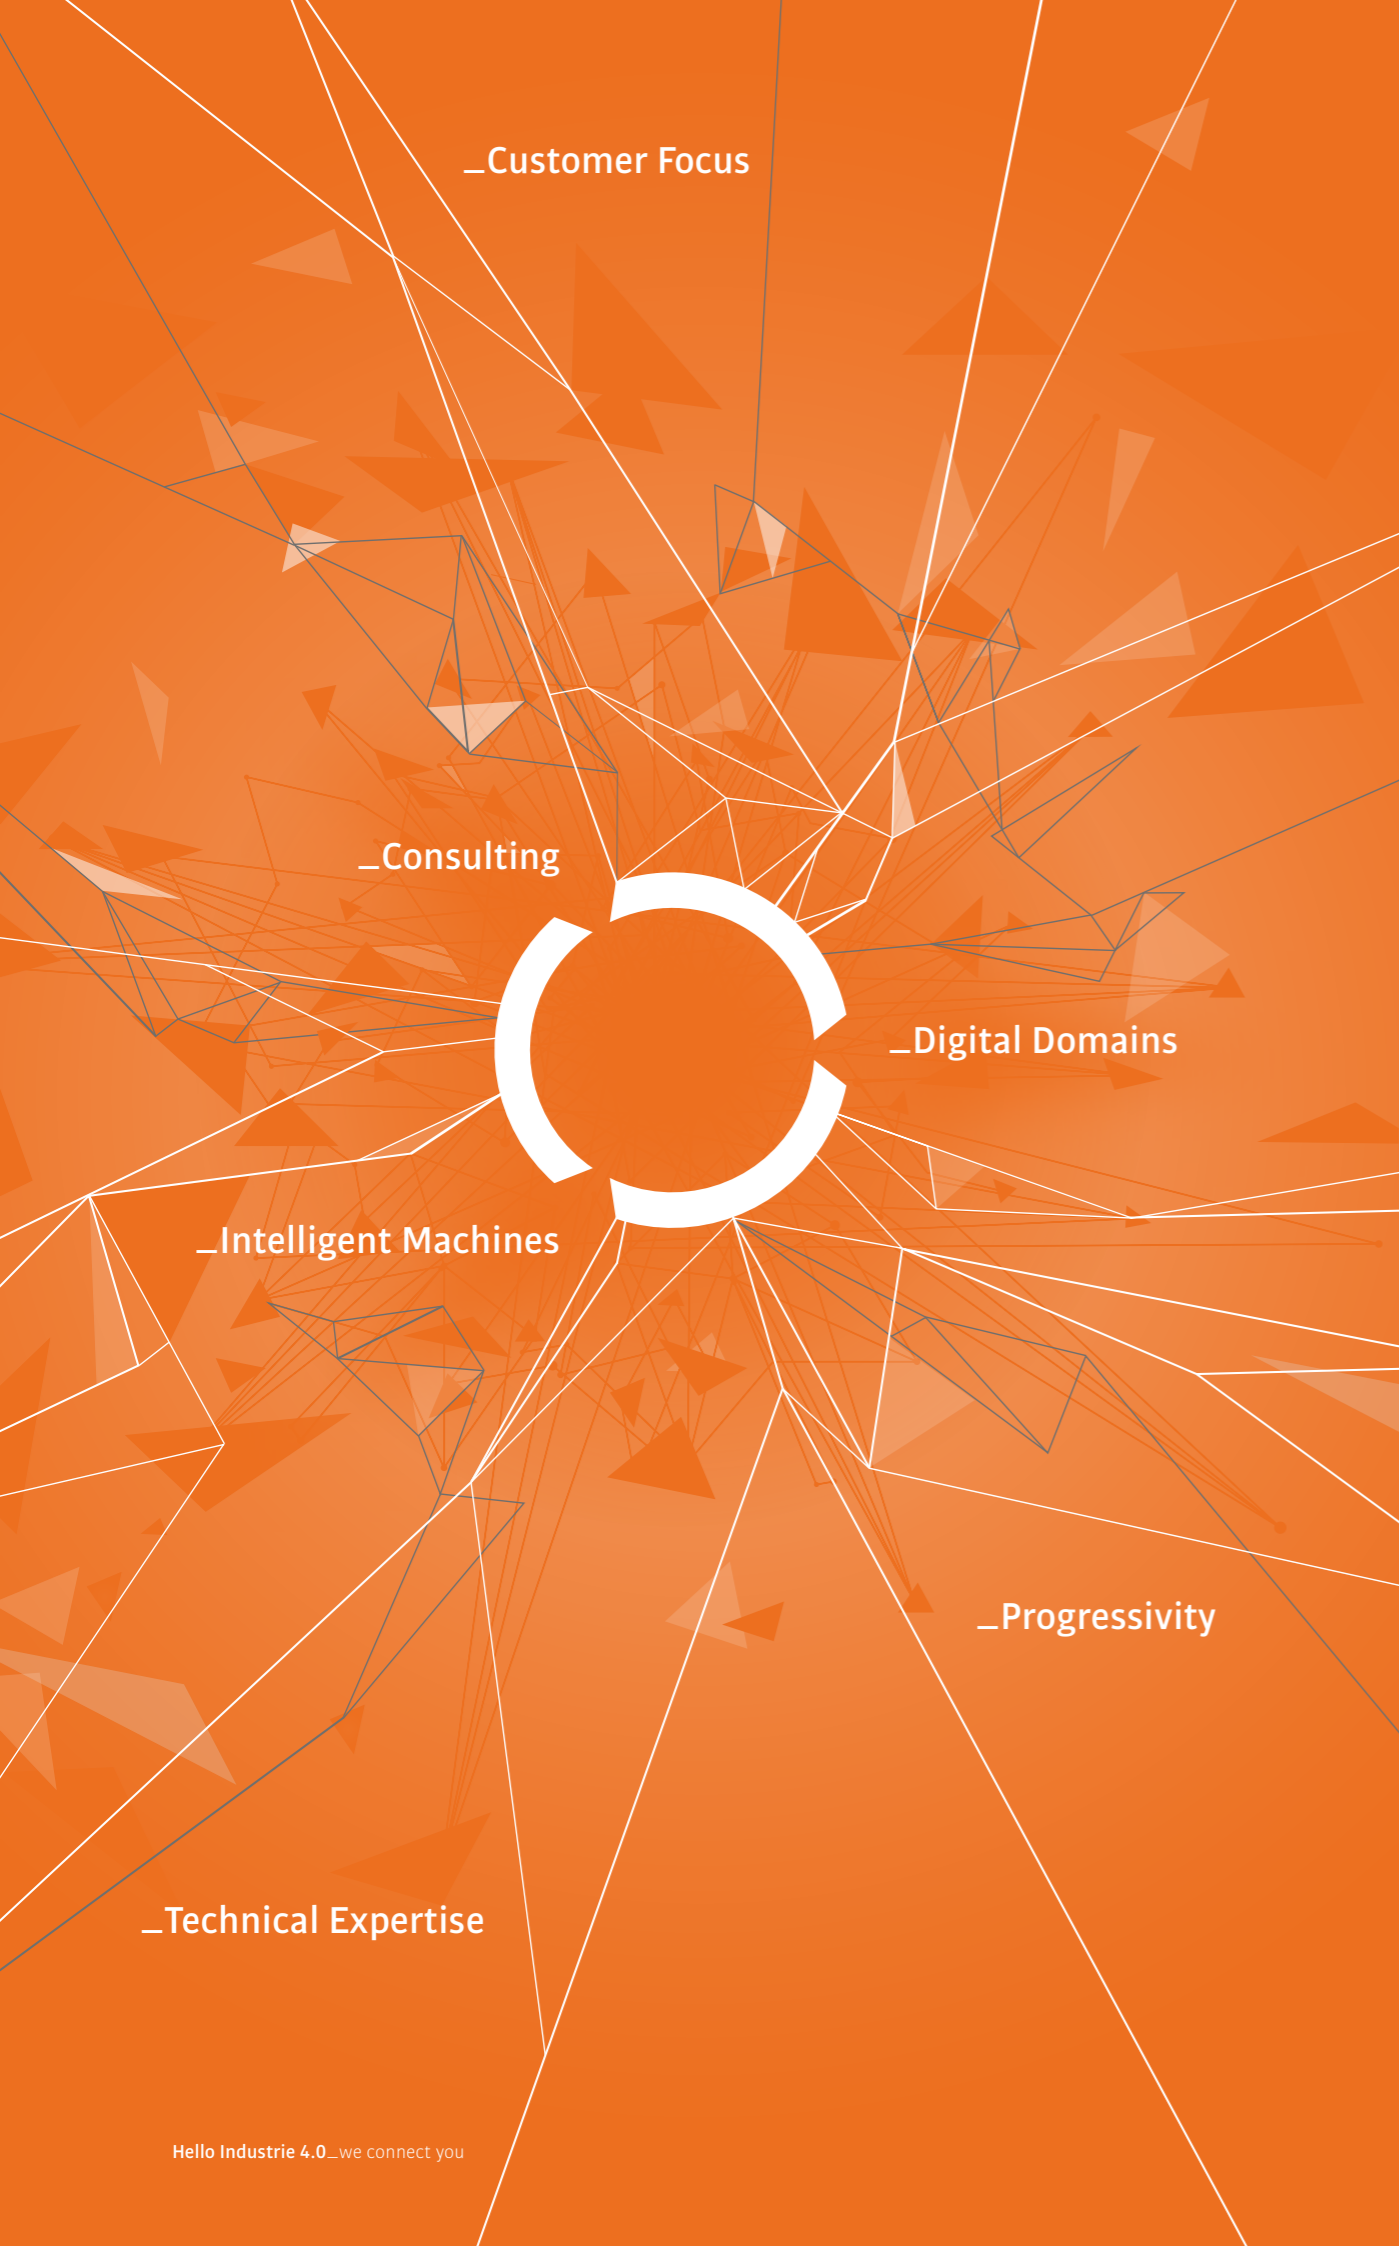 _Customer Focus
_Consulting
_Digital Domains
_Intelligent Machines
_Progressivity
_Technical Expertise
Hello Industrie 4.0_we connect you